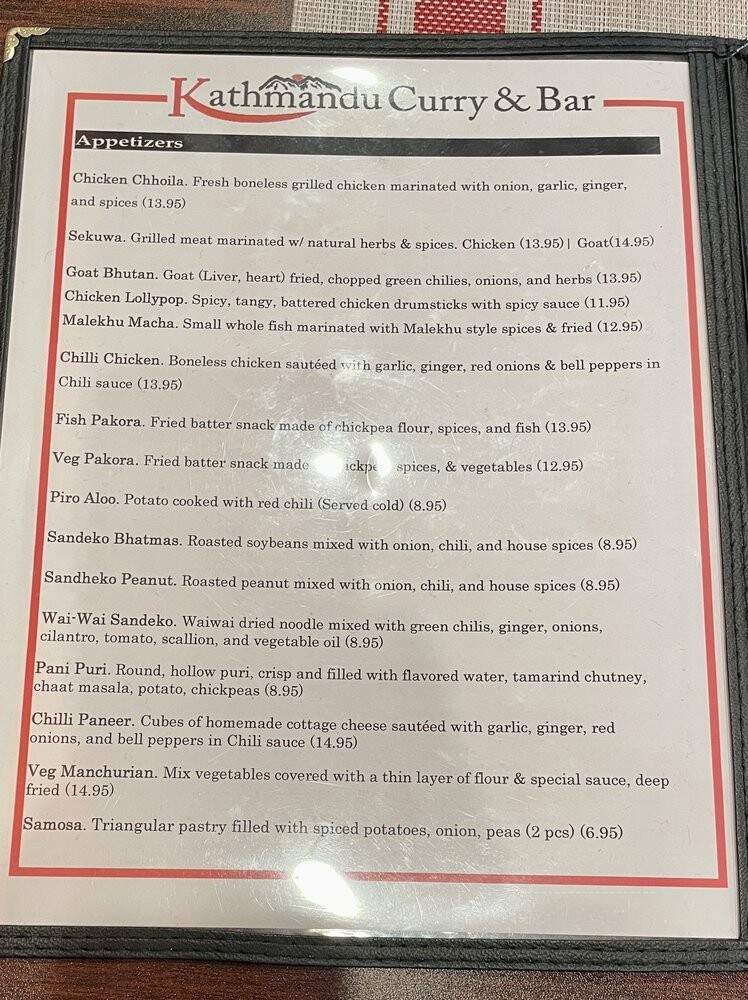 Kathmandu Curry & Bar
Appetizers
Chicken Chhoila. Fresh boneless grilled chicken marinated with onion, garlic, ginger,
and spices (13.95)
Sekuwa. Grilled meat marinated w/ natural herbs & spices. Chicken (13.95) | Goat(14.95)
Goat Bhutan. Goat (Liver, heart) fried, chopped green chilies, onions, and herbs (13.95)
Chicken Lollypop. Spicy, tangy, battered chicken drumsticks with spicy sauce (11.95)
Malekhu Macha. Small whole fish marinated with Malekhu style spices & fried (12.95)
Chilli Chicken. Boneless chicken sautéed with garlic, ginger, red onions & bell peppers in
Chili sauce (13.95)
Fish Pakora. Fried batter snack made of chickpea flour, spices, and fish (13.95)
Veg Pakora. Fried batter snack made spices, & vegetables (12.95)
Piro Aloo. Potato cooked with red chili (Served cold) (8.95)
Sandeko Bhatmas. Roasted soybeans mixed with onion, chili, and house spices (8.95)
Sandheko Peanut. Roasted peanut mixed with onion, chili, and house spices (8.95)
Wai-Wai Sandeko. Waiwai dried noodle mixed with green chilis, ginger, onions,
cilantro, tomato, scallion, and vegetable oil (8.95)
Pani Puri. Round, hollow puri, crisp and filled with flavored water, tamarind chutney,
chaat masala, potato, chickpeas (8.95)
Chilli Paneer. Cubes of homemade cottage cheese sautéed with garlic, ginger, red
onions, and bell peppers in Chili sauce (14.95)
Veg Manchurian. Mix vegetables covered with a thin layer of flour & special sauce, deep
fried (14.95)
Samosa. Triangular pastry filled with spiced potatoes, onion, peas (2 pcs) (6.95)